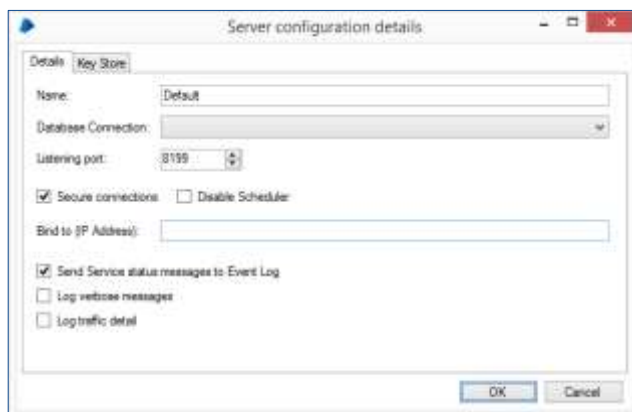 Server configuration details
Details Key Store
Name: Default
Database Connection:
Listening port: 8199
Secure connections Disable Scheduler
Bind to (IP Address):
Send Service status messages to Event Log
Log verbose messages
Log traffic detail
OK Cancel